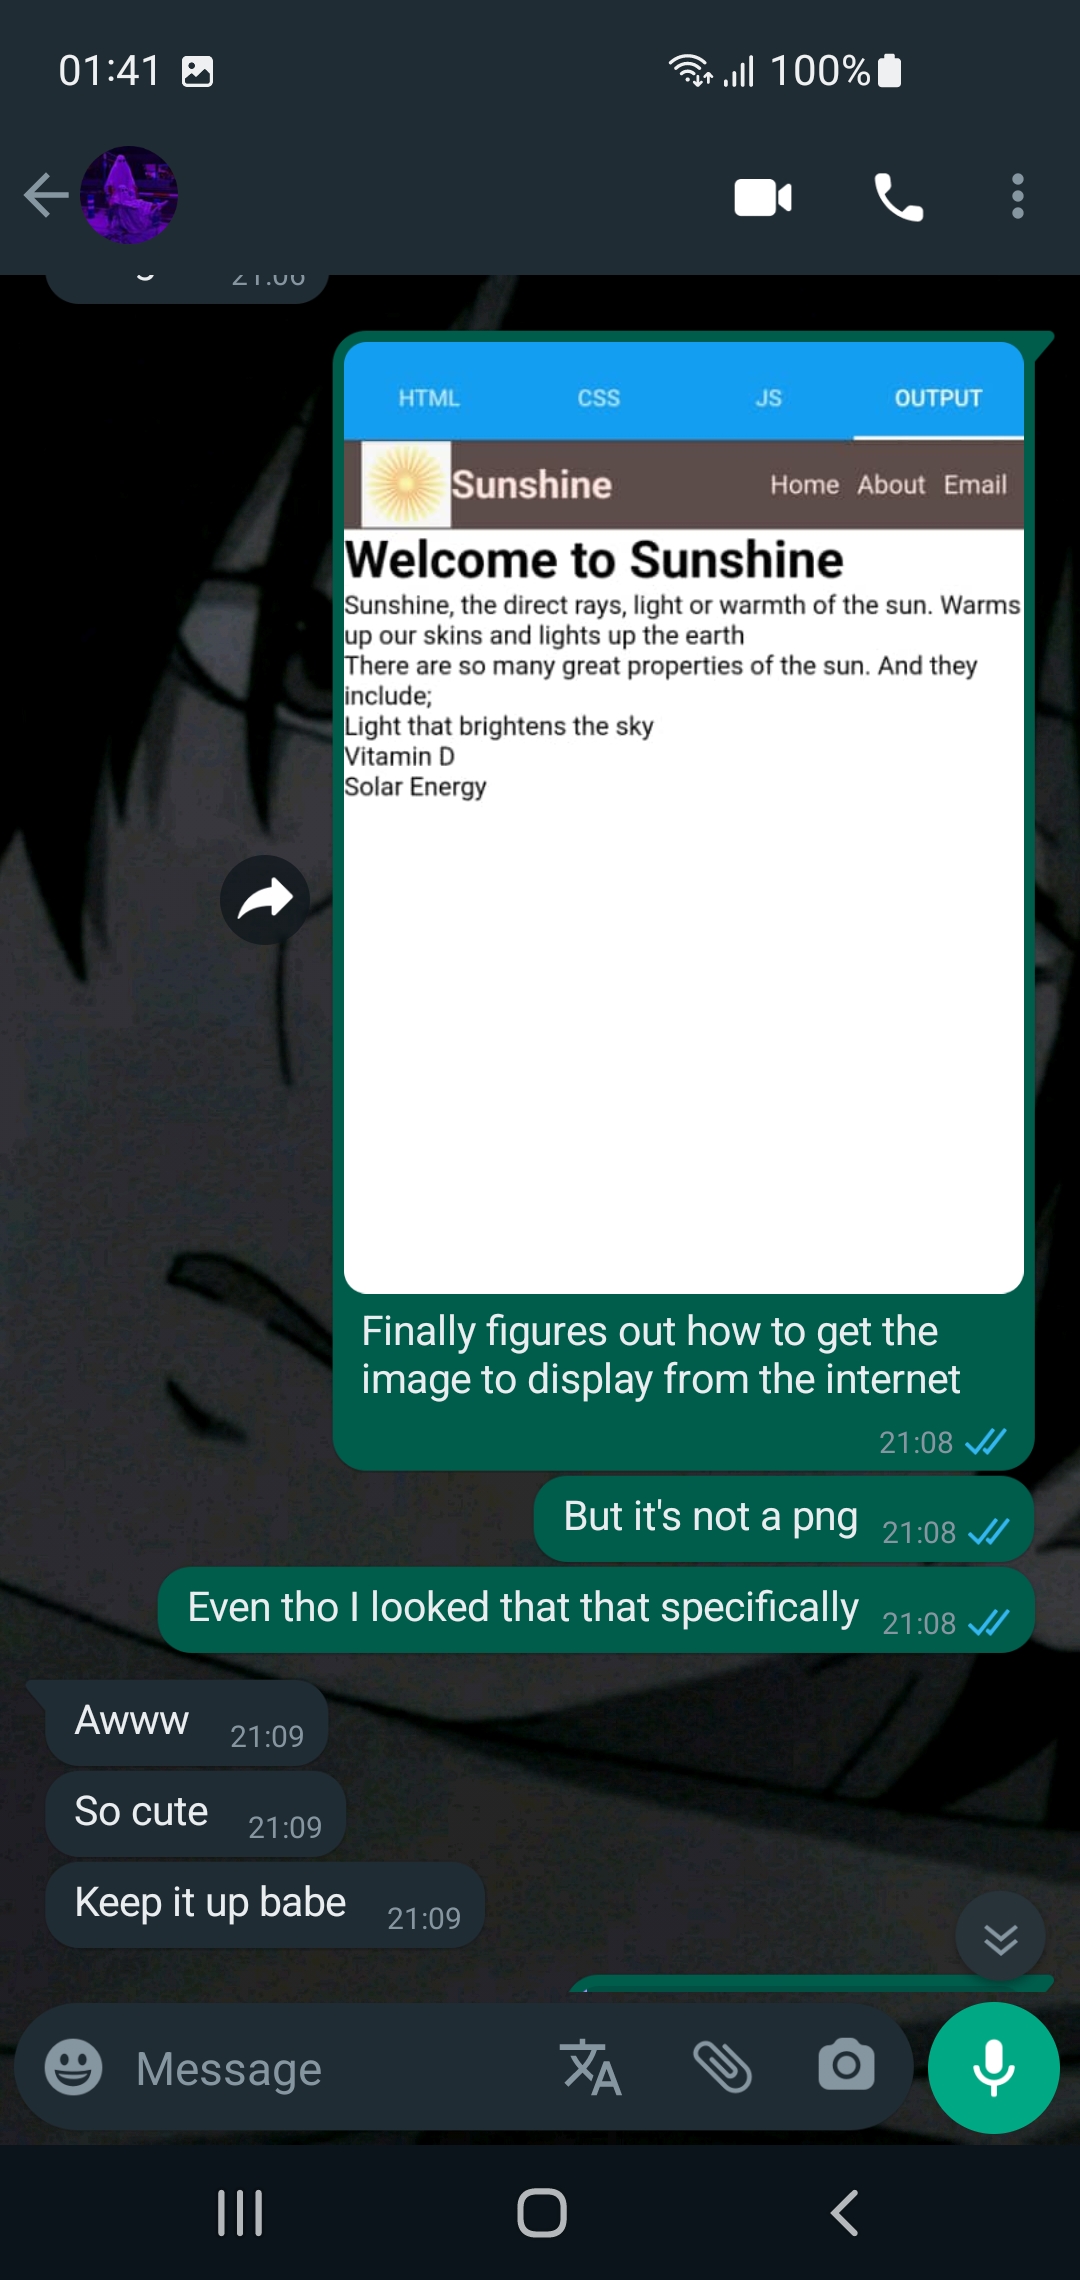 01:41 100%
21:06
HTML CSS JS OUTPUT
Sunshine Home About Email
Welcome to Sunshine
Sunshine, the direct rays, light or warmth of the sun. Warms
up our skins and lights up the earth
There are so many great properties of the sun. And they
include;
Light that brightens the sky
Vitamin D
Solar Energy
Finally figures out how to get the
image to display from the internet
21:08
But it's not a png 21:08
Even tho I looked that that specifically 21:08
Awww 21:09
So cute 21:09
Keep it up babe 21:09
Message